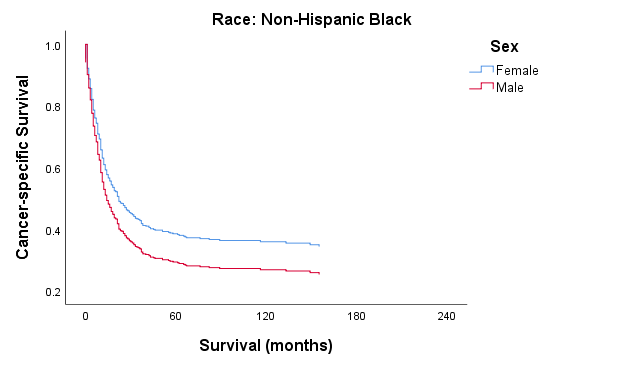 Race: Non-Hispanic Black
Sex
Female
Male
Cancer-specific Survival
1.0
0.8
0.6
0.4
0.2
0 60 120 180 240
Survival (months)